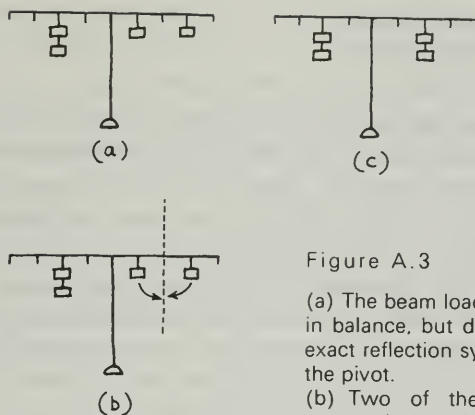 (a)
(c)
(b)
Figure A.3
(a) The beam load
in balance, but d
exact reflection sy
the pivot.
(b) Two of the